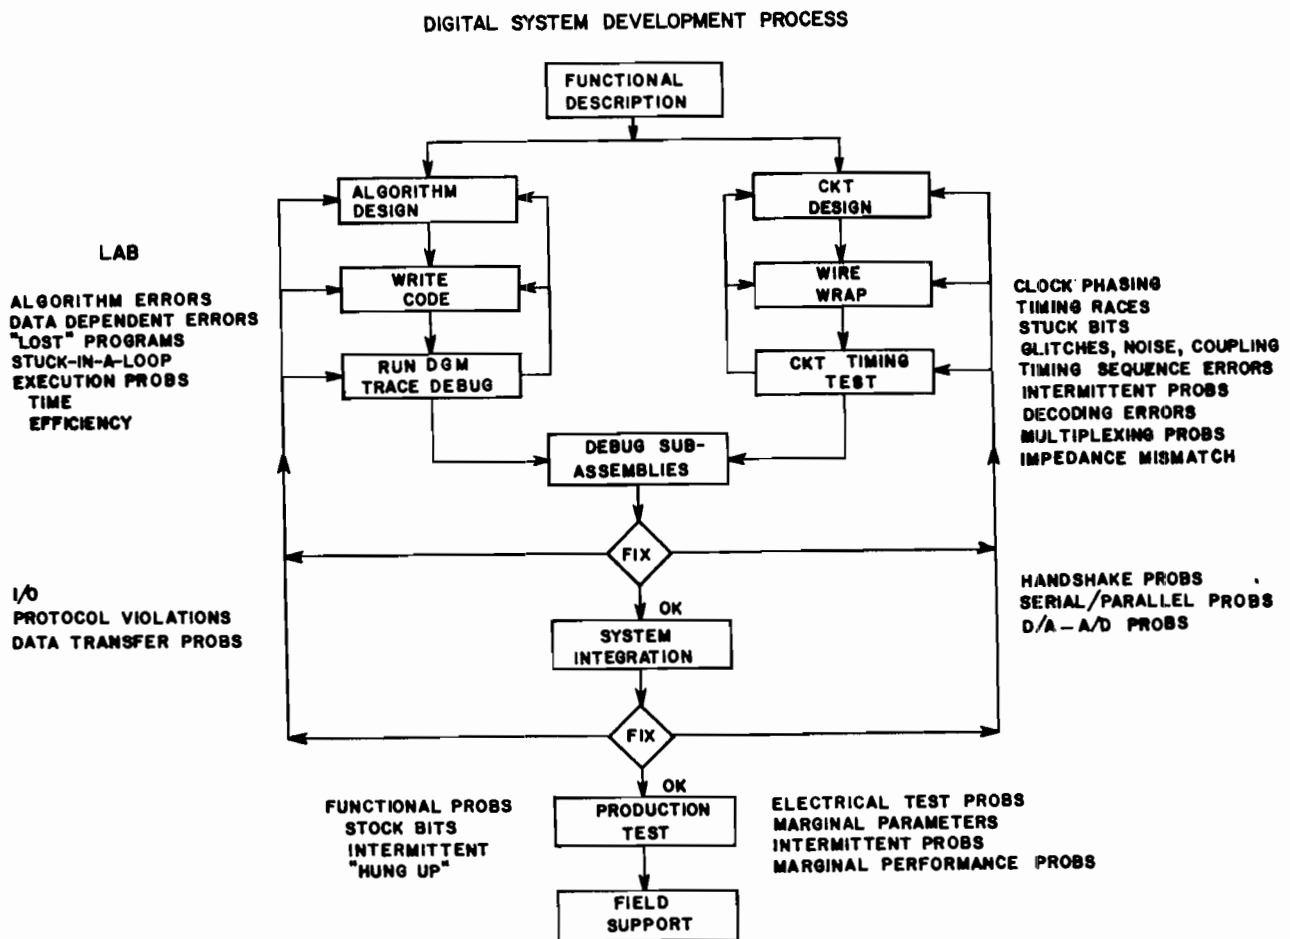 DIGITAL SYSTEM DEVELOPMENT PROCESS
FUNCTIONAL
DESCRIPTION
ALGORITHM
DESIGN
CKT
DESIGN
LAB
WRITE
CODE
WIRE
WRAP
ALGORITHM ERRORS
DATA DEPENDENT ERRORS
"LOST" PROGRAMS
STUCK-IN-A-LOOP
EXECUTION PROBS
TIME
EFFICIENCY
RUN DGM
TRACE DEBUG
CKT TIMING
TEST
CLOCK PHASING
TIMING RACES
STUCK BITS
GLITCHES, NOISE, COUPLING
TIMING SEQUENCE ERRORS
INTERMITTENT PROBS
DECODING ERRORS
MULTIPLEXING PROBS
IMPEDANCE MISMATCH
DEBUG SUB-
ASSEMBLIES
FIX
OK
I/O
PROTOCOL VIOLATIONS
DATA TRANSFER PROBS
SYSTEM
INTEGRATION
HANDSHAKE PROBS
SERIAL/PARALLEL PROBS
D/A-A/D PROBS
FIX
OK
FUNCTIONAL PROBS
STOCK BITS
INTERMITTENT
"HUNG UP"
PRODUCTION
TEST
ELECTRICAL TEST PROBS
MARGINAL PARAMETERS
INTERMITTENT PROBS
MARGINAL PERFORMANCE PROBS
FIELD
SUPPORT